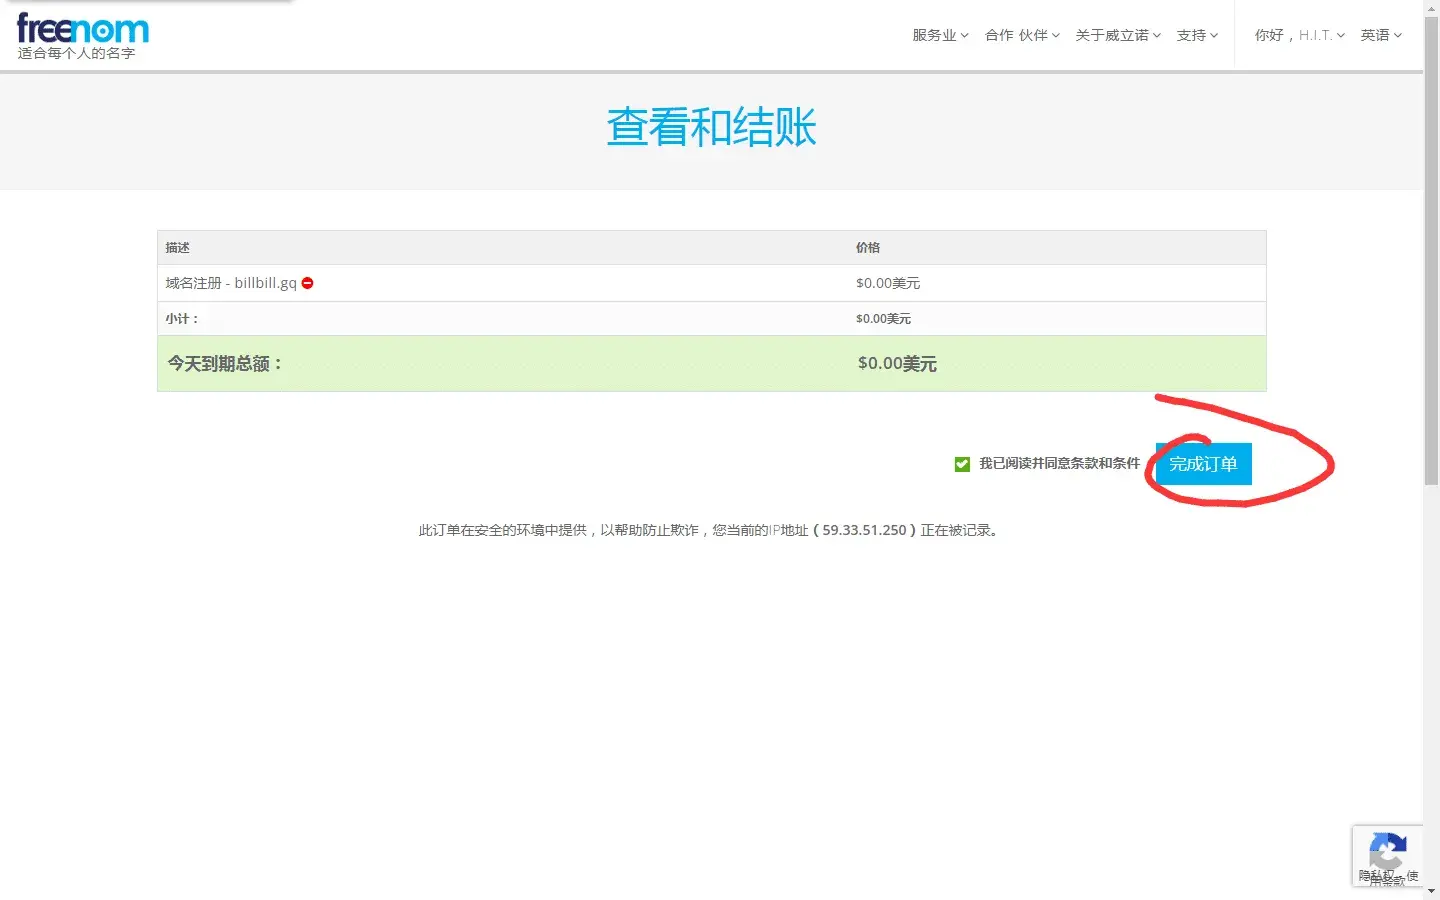 freenom
适合每个人的名字
服务业 合作 伙伴 关于威立诺 支持 你好，H.I.T. 英语
查看和结账
描述 价格
域名注册 - billbill.gq $0.00美元
小计： $0.00美元
今天到期总额： $0.00美元
我已阅读并同意条款和条件 完成订单
此订单在安全的环境中提供，以帮助防止欺诈，您当前的IP地址（59.33.51.250）正在被记录。
隐私权 - 使
用条款